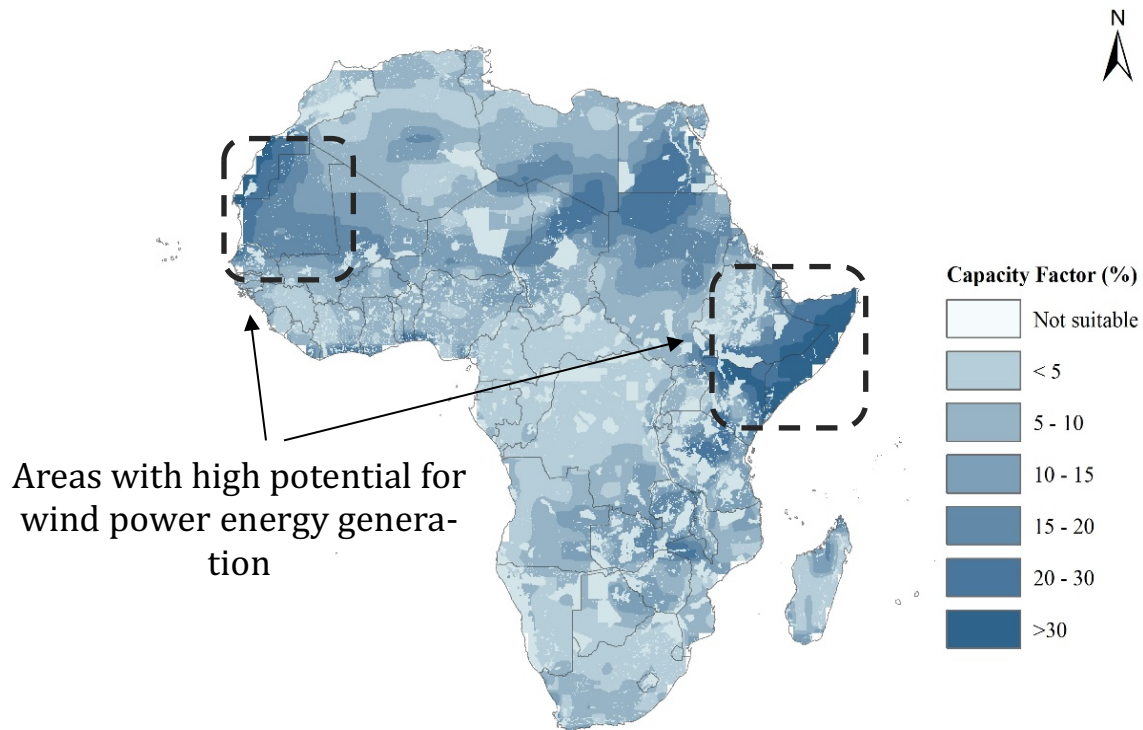 N
Areas with high potential for
wind power energy genera-
tion
Capacity Factor (%)
Not suitable
< 5
5 - 10
10 - 15
15 - 20
20 - 30
>30